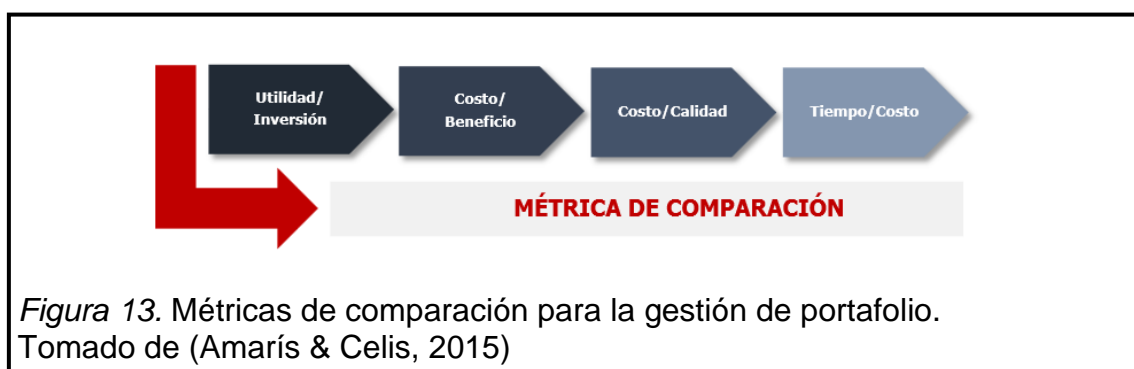 Utilidad/
Inversión
Costo/
Beneficio
Costo/Calidad
Tiempo/Costo
MÉTRICA DE COMPARACIÓN
Figura 13. Métricas de comparación para la gestión de portafolio.
Tomado de (Amarís & Celis, 2015)